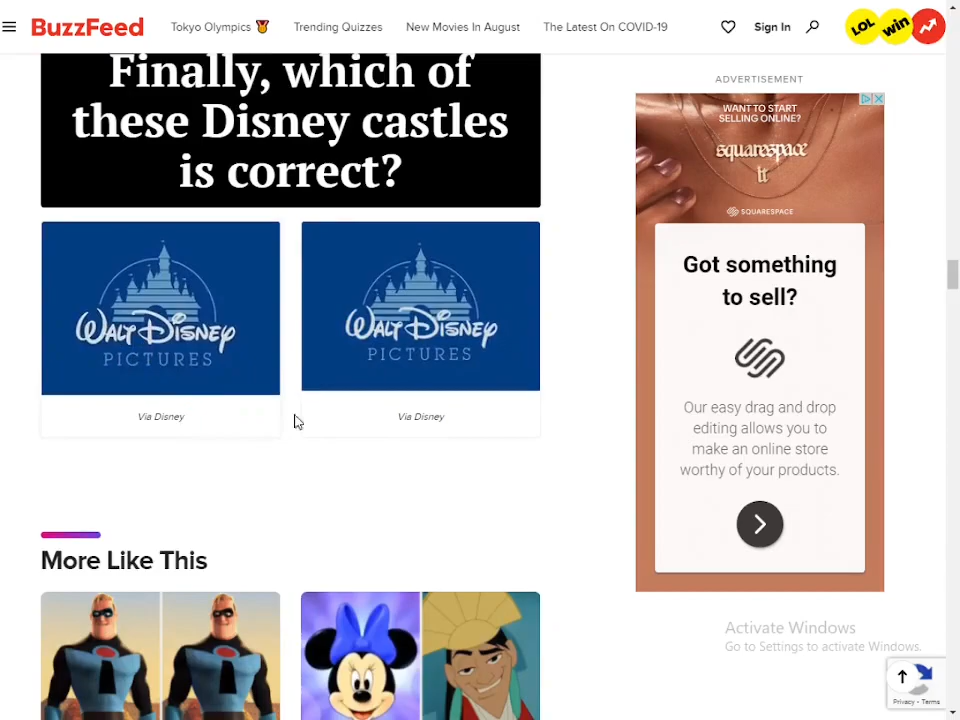 BuzzFeed
Tokyo Olympics
Trending Quizzes
New Movies In August
The Latest On COVID-19
Sign In
LOL
win
Finally, which of
these Disney castles
is correct?
WALT DISNEY
PICTURES
Via Disney
WALT DISNEY
PICTURES
Via Disney
More Like This
ADVERTISEMENT
WANT TO START
SELLING ONLINE?
squarespace
it
SQUARESPACE
Got something
to sell?
Our easy drag and drop
editing allows you to
make an online store
worthy of your products.
Activate Windows
Go to Settings to activate Windows.
Privacy - Terms